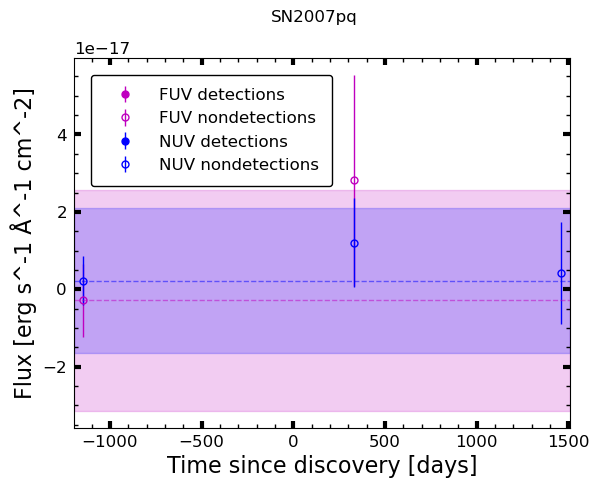 SN2007pq
1e−17
FUV detections
FUV nondetections
NUV detections
NUV nondetections
4
2
0
−2
Flux [erg s^-1 Å^-1 cm^-2]
−1000 −500 0 500 1000 1500
Time since discovery [days]